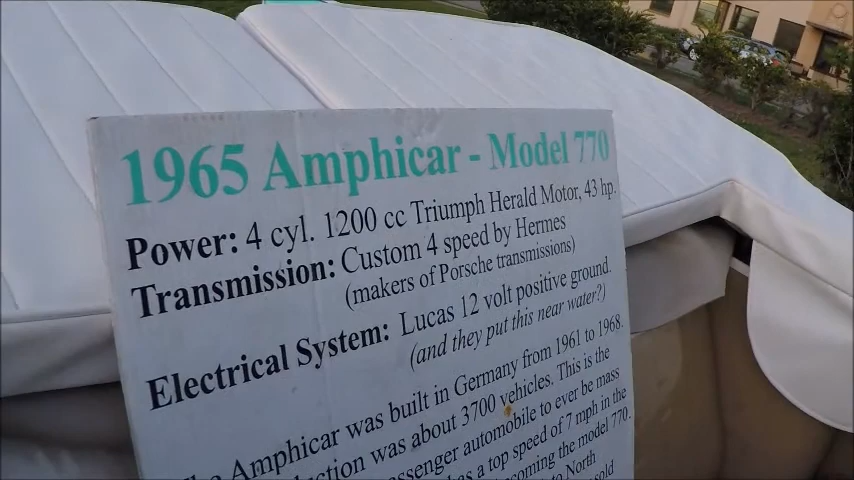 1965 Amphicar - Model 770
Power: 4 cyl. 1200 cc Triumph Herald Motor, 43 hp.
Transmission: Custom 4 speed by Hermes
(makers of Porsche transmissions)
Electrical System: Lucas 12 volt positive ground.
(and they put this near water?)
Amphicar was built in Germany from 1961 to 1968.
was about 3700 vehicles. This is the
automobile to ever be mass
a top speed of 7 mph in the
the model 770.
to North
sold